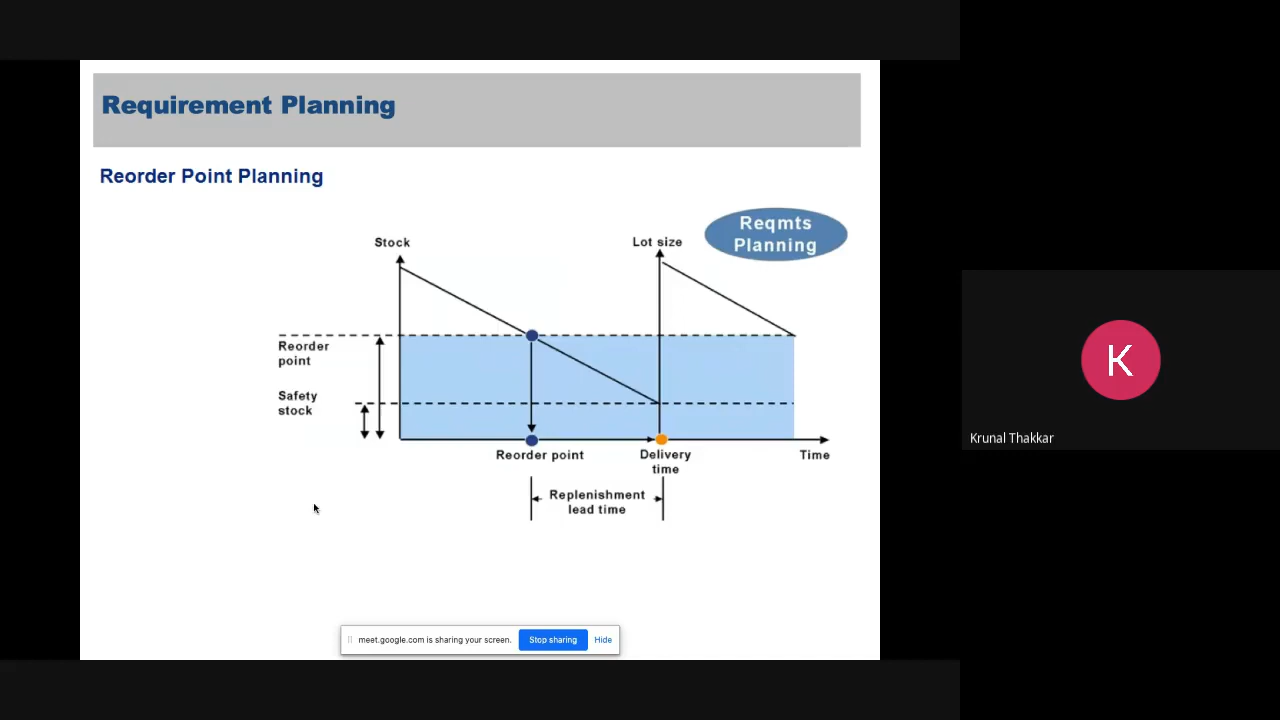 Requirement Planning
Reorder Point Planning
Reqmts
Planning
Stock
Lot size
Reorder
point
Safety
stock
Reorder point
Delivery
time
Time
Replenishment
lead time
K
Krunal Thakkar
meet.google.com is sharing your screen.
Stop sharing
Hide